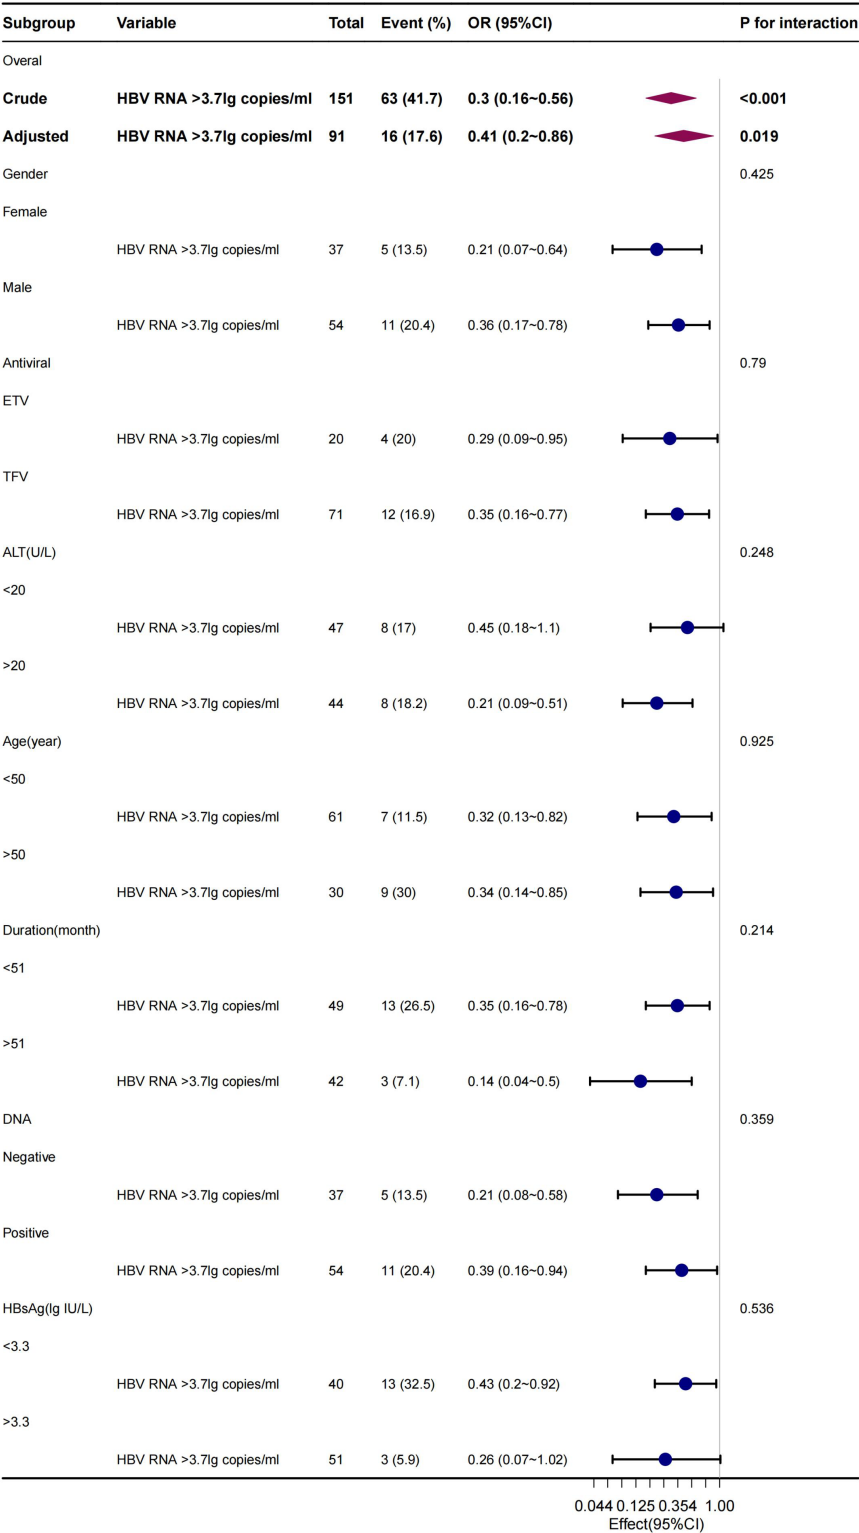 Subgroup Variable Total Event (%) OR (95%CI) P for interaction
Overal
Crude HBV RNA >3.7lg copies/ml 151 63 (41.7) 0.3 (0.16~0.56) <0.001
Adjusted HBV RNA >3.7lg copies/ml 91 16 (17.6) 0.41 (0.2~0.86) 0.019
Gender 0.425
Female
HBV RNA >3.7lg copies/ml 37 5 (13.5) 0.21 (0.07~0.64)
Male
HBV RNA >3.7lg copies/ml 54 11 (20.4) 0.36 (0.17~0.78)
Antiviral 0.79
ETV
HBV RNA >3.7lg copies/ml 20 4 (20) 0.29 (0.09~0.95)
TFV
HBV RNA >3.7lg copies/ml 71 12 (16.9) 0.35 (0.16~0.77)
ALT(U/L) 0.248
<20
HBV RNA >3.7lg copies/ml 47 8 (17) 0.45 (0.18~1.1)
>20
HBV RNA >3.7lg copies/ml 44 8 (18.2) 0.21 (0.09~0.51)
Age(year) 0.925
<50
HBV RNA >3.7lg copies/ml 61 7 (11.5) 0.32 (0.13~0.82)
>50
HBV RNA >3.7lg copies/ml 30 9 (30) 0.34 (0.14~0.85)
Duration(month) 0.214
<51
HBV RNA >3.7lg copies/ml 49 13 (26.5) 0.35 (0.16~0.78)
>51
HBV RNA >3.7lg copies/ml 42 3 (7.1) 0.14 (0.04~0.5)
DNA 0.359
Negative
HBV RNA >3.7lg copies/ml 37 5 (13.5) 0.21 (0.08~0.58)
Positive
HBV RNA >3.7lg copies/ml 54 11 (20.4) 0.39 (0.16~0.94)
HBsAg(lg IU/L) 0.536
<3.3
HBV RNA >3.7lg copies/ml 40 13 (32.5) 0.43 (0.2~0.92)
>3.3
HBV RNA >3.7lg copies/ml 51 3 (5.9) 0.26 (0.07~1.02)
0.044 0.125 0.354 1.00
Effect(95%CI)